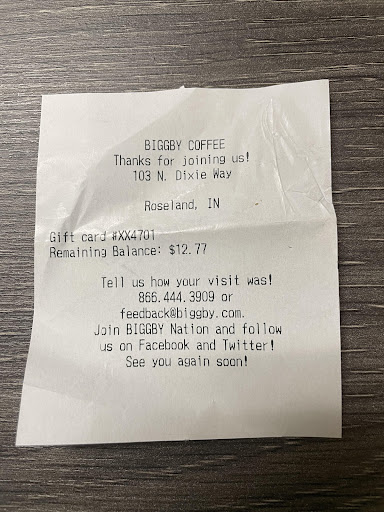 BIGGBY COFFEE
Thanks for joining us!
103 N. Dixie Way
Roseland, IN
Gift card #XX4701
Remaining Balance: $12.77
Tell us how your visit was!
866.444.3909 or
feedback@biggby.com.
Join BIGGBY Nation and follow
us on Facebook and Twitter!
See you again soon!